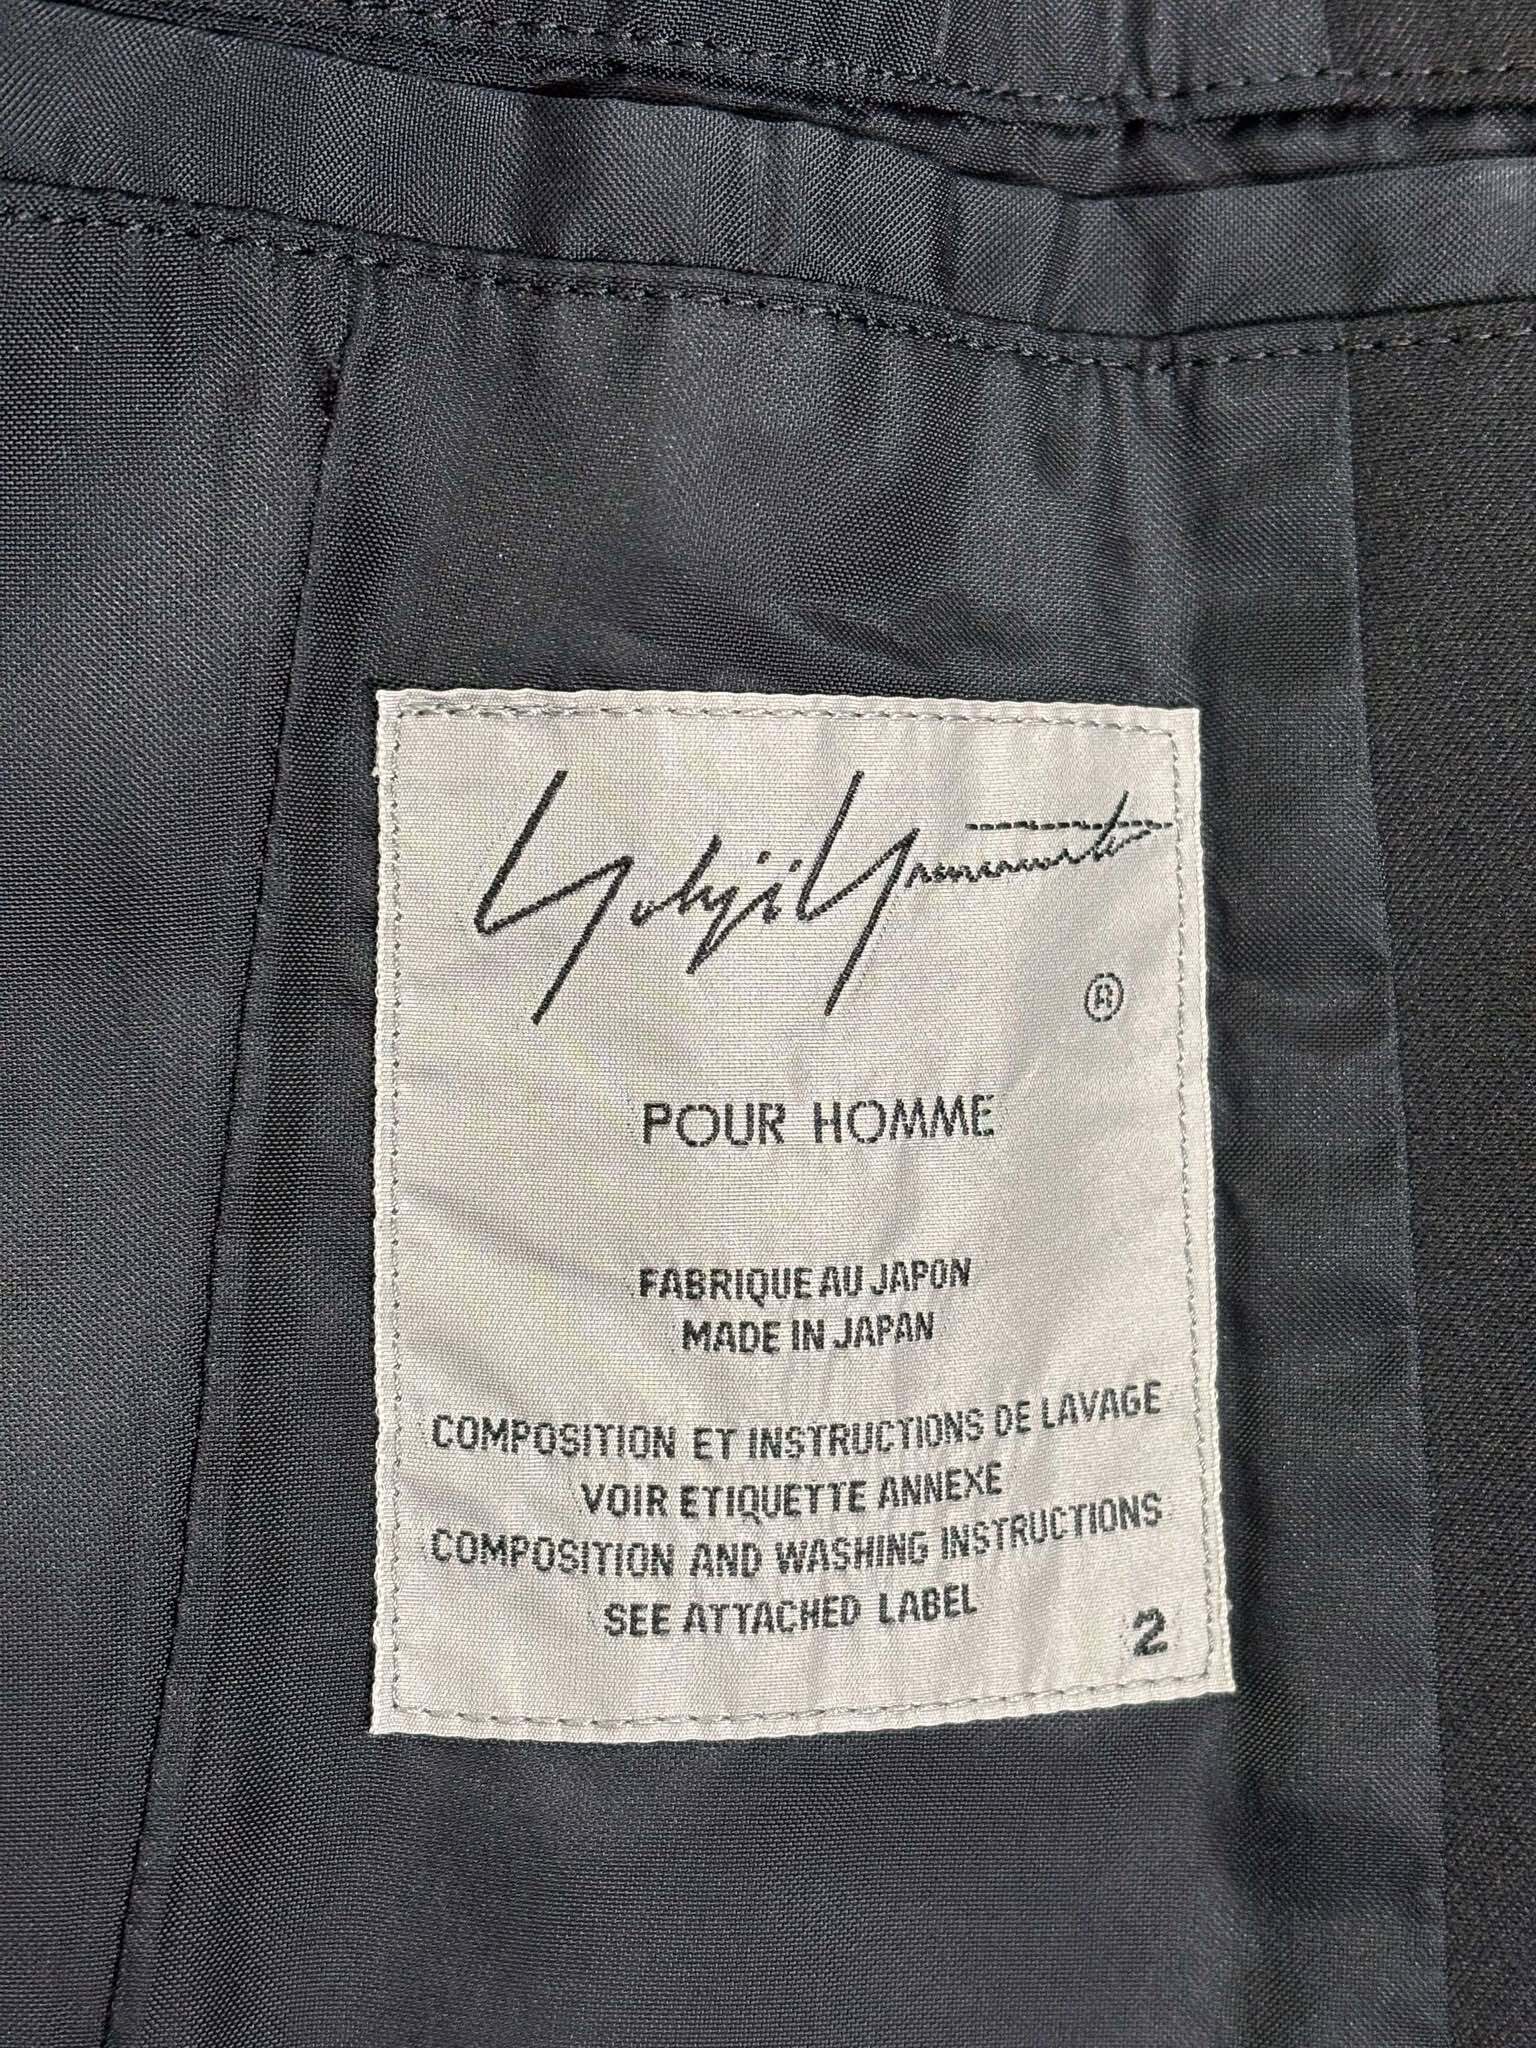 Yohji Yamamoto
®
POUR HOMME
FABRIQUE AU JAPON
MADE IN JAPAN
COMPOSITION ET INSTRUCTIONS DE LAVAGE
VOIR ETIQUETTE ANNEXE
COMPOSITION AND WASHING INSTRUCTIONS
SEE ATTACHED LABEL
2